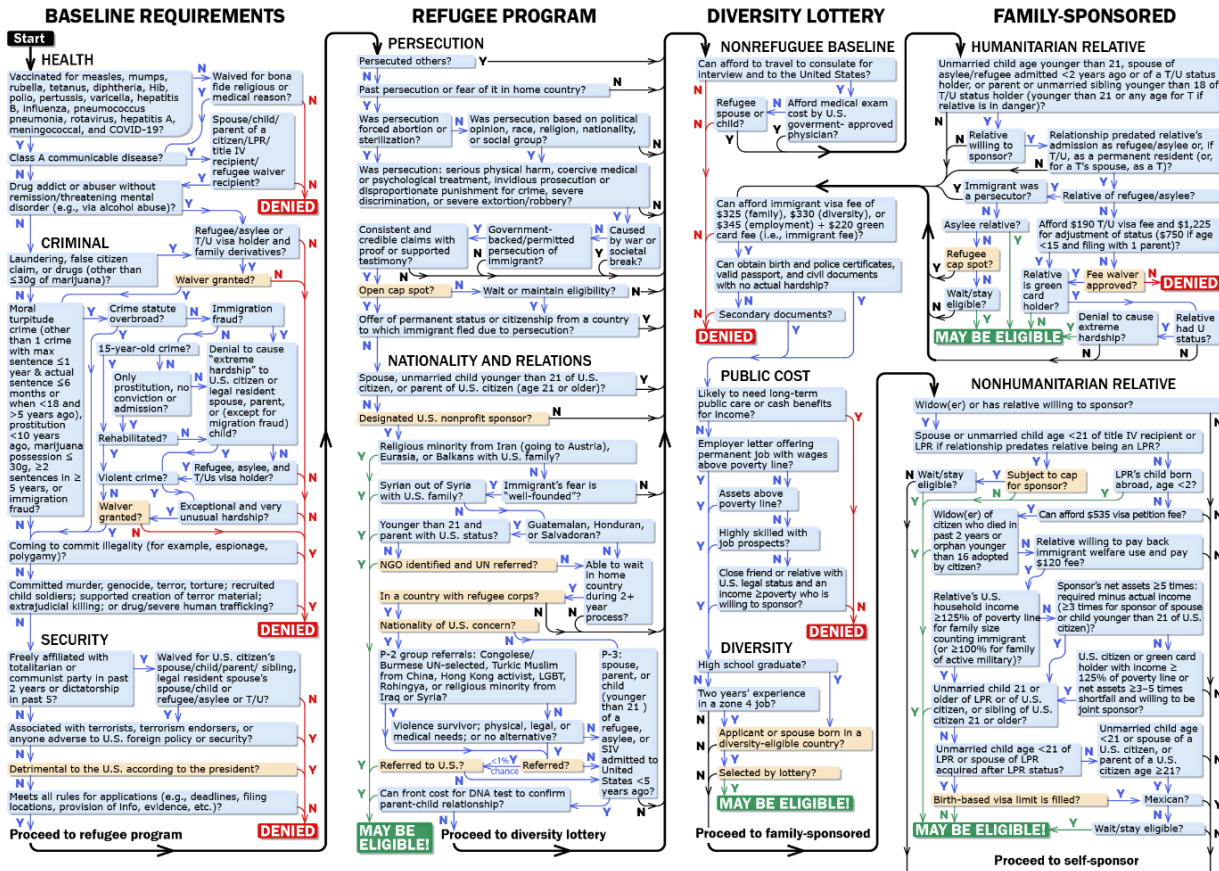 BASELINE REQUIREMENTS
Start
HEALTH
Vaccinated for measles, mumps,
rubella, tetanus, diphtheria, Hib,
polio, pertussis, varicella, hepatitis
B, influenza, pneumococcus
pneumonia, rotavirus, hepatitis A,
meningococcal, and COVID-19?
N
Waived for bona
fide religious or
medical reason?
N
Y
Y
Spouse/child/
parent of a
citizen/LPR/
title IV
recipient/
refugee waiver
recipient?
Class A communicable disease?
Y
N
Y
N
DENIED
Drug addict or abuser without
remission/threatening mental
disorder (e.g., via alcohol abuse)?
Y
N
Refugee/asylee or
T/U visa holder and
family derivatives?
CRIMINAL
Laundering, false citizen
claim, or drugs (other than
≤30g of marijuana)?
Y
Y
N
Waiver granted?
N
Y
N
Moral
turpitude
crime (other
than 1 crime
with max
sentence ≤1
year & actual
sentence ≤6
months or
when <18 and
>5 years ago),
prostitution
<10 years
ago, marijuana
possession ≤
30g, ≥2
sentences in ≥
5 years, or
immigration
fraud?
Y
Crime statute
overbroad?
N
Immigration
fraud?
Y
N
Y
15-year-old crime?
N
Y
N
Denial to cause
"extreme
hardship" to
U.S. citizen or
legal resident
spouse, parent,
or (except for
migration fraud)
child?
Only
prostitution, no
conviction or
admission?
Y
N
Rehabilitated?
N
Y
Y
N
Violent crime?
Y
Refugee, asylee, and
T/Us visa holder?
N
N
Y
Y
Waiver
granted?
Y
Exceptional and very
unusual hardship?
N
N
Y
N
Coming to commit illegality (for example, espionage,
polygamy)?
Y
N
Committed murder, genocide, terror, torture; recruited
child soldiers; supported creation of terror material;
extrajudicial killing; or drug/severe human trafficking?
Y
N
DENIED
SECURITY
Freely affiliated with
totalitarian or
communist party in past
2 years or dictatorship
in past 5?
Y
Waived for U.S. citizen's
spouse/child/parent/ sibling,
legal resident spouse's
spouse/child or
refugee/asylee or T/U?
N
N
Y
Associated with terrorists, terrorism endorsers, or
anyone adverse to U.S. foreign policy or security?
Y
N
Detrimental to the U.S. according to the president?
Y
N
Meets all rules for applications (e.g., deadlines, filing
locations, provision of info, evidence, etc.)?
N
Y
DENIED
Proceed to refugee program
REFUGEE PROGRAM
PERSECUTION
Persecuted others?
Y
N
Past persecution or fear of it in home country?
N
Y
Was persecution
forced abortion or
sterilization?
N
Was persecution based on political
opinion, race, religion, nationality,
or social group?
N
Y
Y
Was persecution: serious physical harm, coercive medical
or psychological treatment, invidious prosecution or
disproportionate punishment for crime, severe
discrimination, or severe extortion/robbery?
N
Y
Consistent and
credible claims with
proof or supported
testimony?
Y
Government-
backed/permitted
persecution of
immigrant?
N
Caused
by war or
societal
break?
Y
N
N
Y
Open cap spot?
N
Wait or maintain eligibility?
N
Y
Y
Offer of permanent status or citizenship from a country
to which immigrant fled due to persecution?
Y
N
NATIONALITY AND RELATIONS
Spouse, unmarried child younger than 21 of U.S.
citizen, or parent of U.S. citizen (age 21 or older)?
Y
N
Designated U.S. nonprofit sponsor?
N
Y
Religious minority from Iran (going to Austria),
Eurasia, or Balkans with U.S. family?
Y
N
Syrian out of Syria
with U.S. family?
Y
Immigrant's fear is
"well-founded"?
N
Y
N
Younger than 21 and
parent with U.S. status?
Y
Guatemalan, Honduran,
or Salvadoran?
Y
N
N
NGO identified and UN referred?
N
Able to wait
in home
country
during 2+
year
process?
Y
In a country with refugee corps?
Y
N
N
Y
Nationality of U.S. concern?
N
Y
P-2 group referrals: Congolese/
Burmese UN-selected, Turkic Muslim
from China, Hong Kong activist, LGBT,
Rohingya, or religious minority from
Iraq or Syria?
N
P-3: spouse,
parent, or
child
(younger
than 21 )
of a
refugee,
asylee, or
SIV
admitted to
United
States <5
years ago?
Y
N
Violence survivor; physical, legal, or
medical needs; or no alternative?
N
Y
Referred to U.S.?
<1%
chance
Referred?
Y
N
N
Y
N
Can front cost for DNA test to confirm
parent-child relationship?
Y
Y
N
MAY BE
ELIGIBLE!
Proceed to diversity lottery
DIVERSITY LOTTERY
NONREFUGEE BASELINE
Can afford to travel to consulate for
interview and to the United States?
N
Y
Refugee
spouse or
child?
N
Afford medical exam
cost by U.S.
goverment- approved
physician?
N
Y
Y
Can afford immigrant visa fee of
$325 (family), $330 (diversity), or
$345 (employment) + $220 green
card fee (i.e., immigrant fee)?
N
Y
Can obtain birth and police certificates,
valid passport, and civil documents
with no actual hardship?
N
Y
Secondary documents?
N
Y
DENIED
PUBLIC COST
Likely to need long-term
public care or cash benefits
for income?
Y
N
Employer letter offering
permanent job with wages
above poverty line?
Y
N
Assets above
poverty line?
Y
N
Highly skilled with
job prospects?
Y
N
Close friend or relative with
U.S. legal status and an
income ≥poverty who is
willing to sponsor?
Y
N
DENIED
DIVERSITY
High school graduate?
N
Y
Two years' experience
in a zone 4 job?
N
Y
Applicant or spouse born in a
diversity-eligible country?
N
Y
Selected by lottery?
N
Y
MAY BE ELIGIBLE!
Proceed to family-sponsored
FAMILY-SPONSORED
HUMANITARIAN RELATIVE
Unmarried child age younger than 21, spouse of
asylee/refugee admitted <2 years ago or of a T/U status
holder, or parent or unmarried sibling younger than 18 of
T/U status holder (younger than 21 or any age for T if
relative is in danger)?
N
Y
Relative
willing to
sponsor?
Y
Relationship predated relative's
admission as refugee/asylee or, if
T/U, as a permanent resident (or,
for a T's spouse, as a T)?
N
N
Y
Immigrant was
a persecutor?
Y
Relative of refugee/asylee?
Y
N
N
Asylee relative?
Y
N
Afford $190 T/U visa fee and $1,225
for adjustment of status ($750 if age
<15 and filing with 1 parent)?
Y
N
Refugee
cap spot?
Y
N
Relative
is green
card
holder?
Y
Fee waiver
approved?
N
DENIED
Wait/stay
eligible?
N
Y
Y
N
MAY BE ELIGIBLE!
Denial to cause
extreme
hardship?
Y
Relative
had U
status?
Y
N
N
NONHUMANITARIAN RELATIVE
Widow(er) or has relative willing to sponsor?
N
Y
Spouse or unmarried child age <21 of title IV recipient or
LPR if relationship predates relative being an LPR?
Y
N
Wait/stay
eligible?
N
Y
Subject to cap
for sponsor?
Y
N
LPR's child born
abroad, age <2?
Y
N
Widow(er) of
citizen who died in
past 2 years or
orphan younger
than 16 adopted
by citizen?
Y
Can afford $535 visa petition fee?
N
Y
N
Relative willing to pay back
immigrant welfare use and pay
$120 fee?
Y
N
Relative's U.S.
household income
≥125% of poverty line
for family size
counting immigrant
(or ≥100% for family
of active military)?
N
Sponsor's net assets ≥5 times:
required minus actual income
(≥3 times for sponsor of spouse
or child younger than 21 of U.S.
citizen)?
Y
N
Y
U.S. citizen or green card
holder with income ≥
125% of poverty line or
net assets ≥3–5 times
shortfall and willing to be
joint sponsor?
Y
N
Unmarried child 21 or
older of LPR or of U.S.
citizen, or sibling of U.S.
citizen 21 or older?
Y
N
Unmarried child age <21 of
LPR or spouse of LPR
acquired after LPR status?
Y
N
Unmarried child age
<21 or spouse of a
U.S. citizen, or
parent of a U.S.
citizen age ≥21?
Y
N
Birth-based visa limit is filled?
Y
Mexican?
Y
N
N
MAY BE ELIGIBLE!
Y
Wait/stay eligible?
N
Proceed to self-sponsor